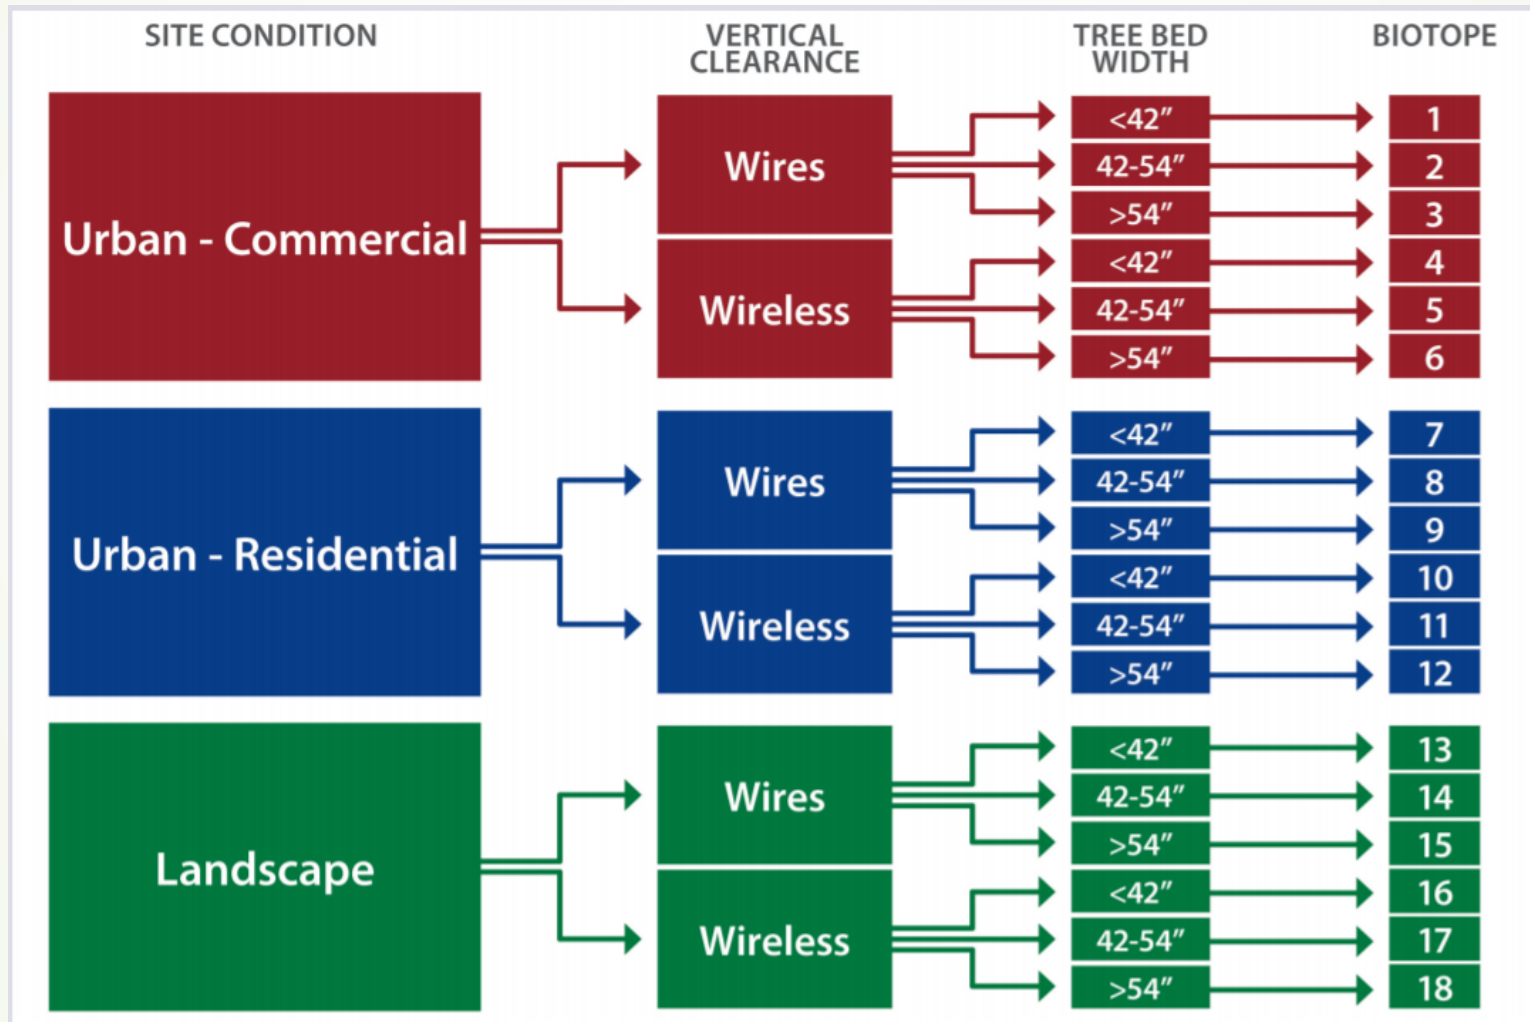 SITE CONDITION
VERTICAL
CLEARANCE
TREE BED
WIDTH
BIOTOPE
Urban - Commercial
Wires
<42”
1
42-54”
2
>54”
3
Wireless
<42”
4
42-54”
5
>54”
6
Urban - Residential
Wires
<42”
7
42-54”
8
>54”
9
Wireless
<42”
10
42-54”
11
>54”
12
Landscape
Wires
<42”
13
42-54”
14
>54”
15
Wireless
<42”
16
42-54”
17
>54”
18